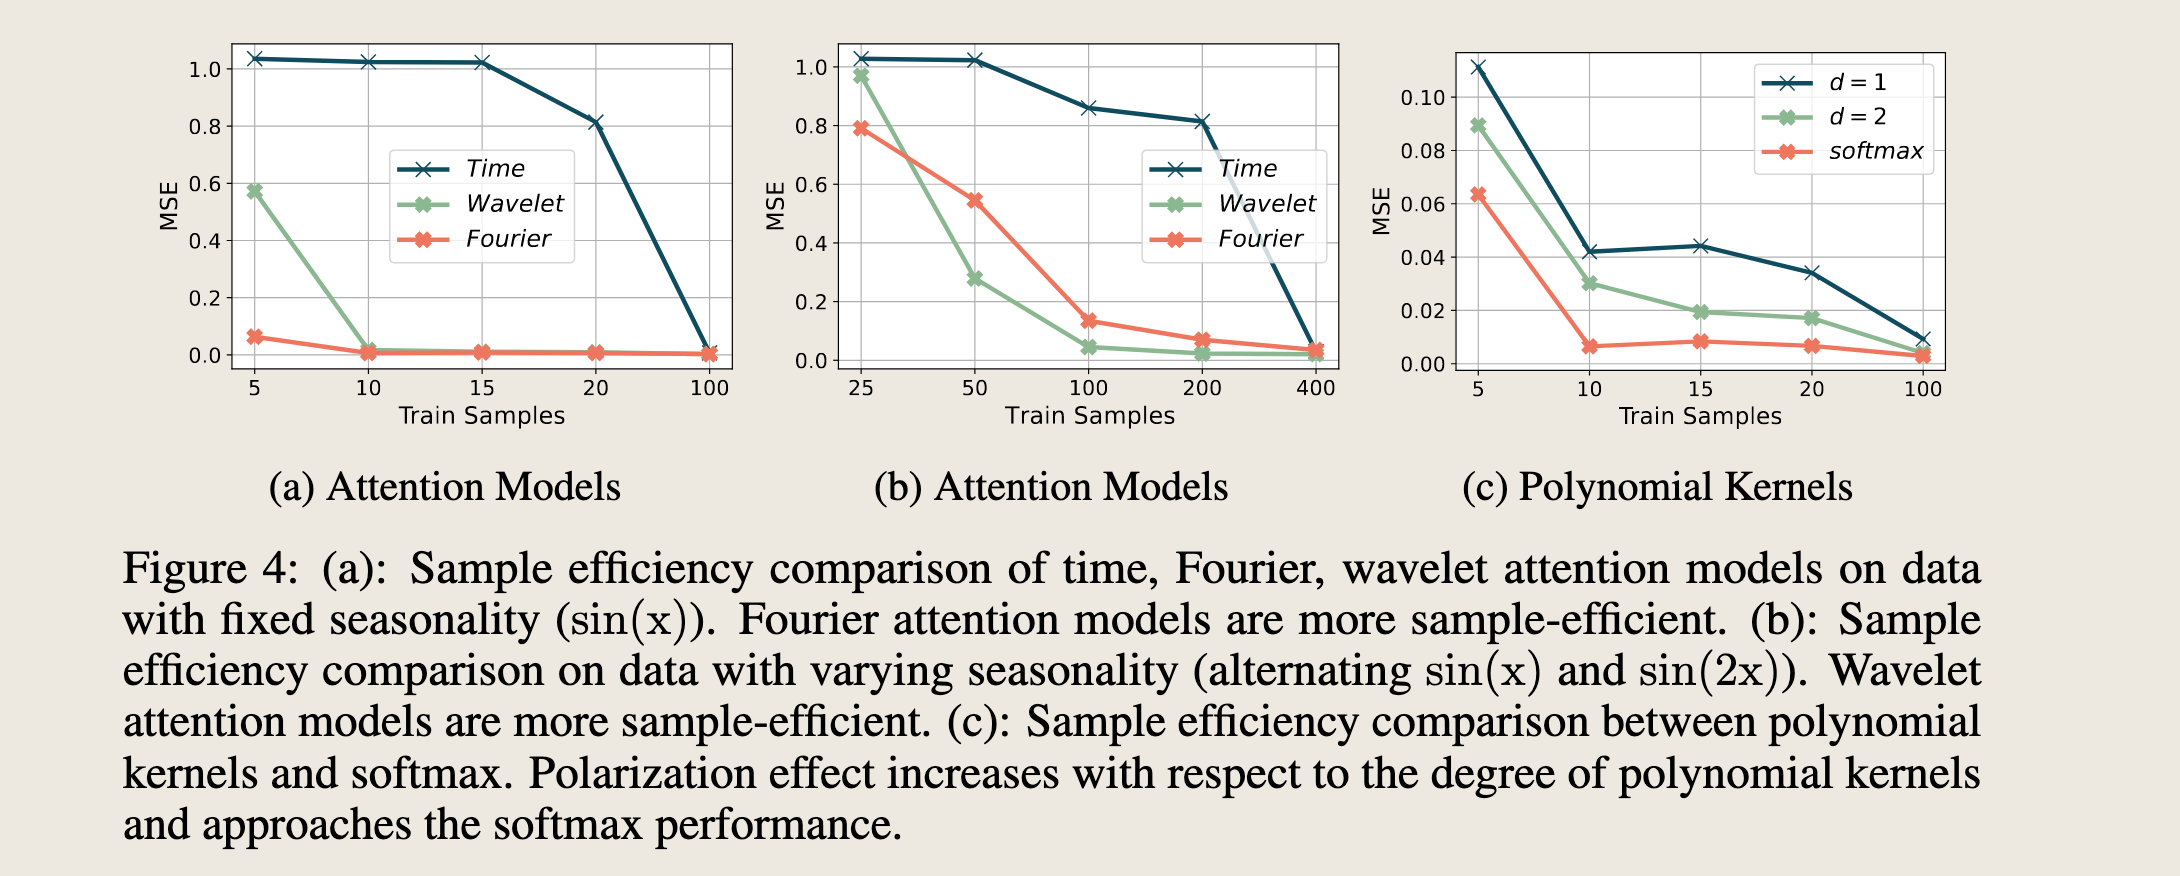 1.0
0.8
0.6
0.4
0.2
0.0
MSE
5 10 15 20 100
Train Samples
Time
Wavelet
Fourier
(a) Attention Models
1.0
0.8
0.6
0.4
0.2
0.0
MSE
25 50 100 200 400
Train Samples
Time
Wavelet
Fourier
(b) Attention Models
0.10
0.08
0.06
0.04
0.02
0.00
MSE
5 10 15 20 100
Train Samples
d = 1
d = 2
softmax
(c) Polynomial Kernels
Figure 4: (a): Sample efficiency comparison of time, Fourier, wavelet attention models on data
with fixed seasonality (sin(x)). Fourier attention models are more sample-efficient. (b): Sample
efficiency comparison on data with varying seasonality (alternating sin(x) and sin(2x)). Wavelet
attention models are more sample-efficient. (c): Sample efficiency comparison between polynomial
kernels and softmax. Polarization effect increases with respect to the degree of polynomial kernels
and approaches the softmax performance.